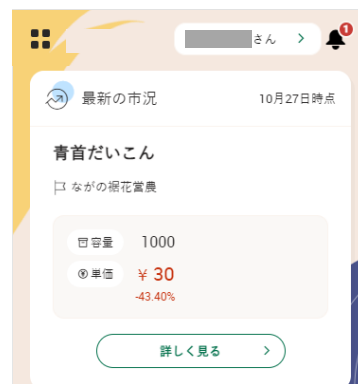 さん
1
最新の市況
10月27日時点
青首だいこん
ながの裾花営農
容量 1000
単価 ¥ 30
-43.40%
詳しく見る